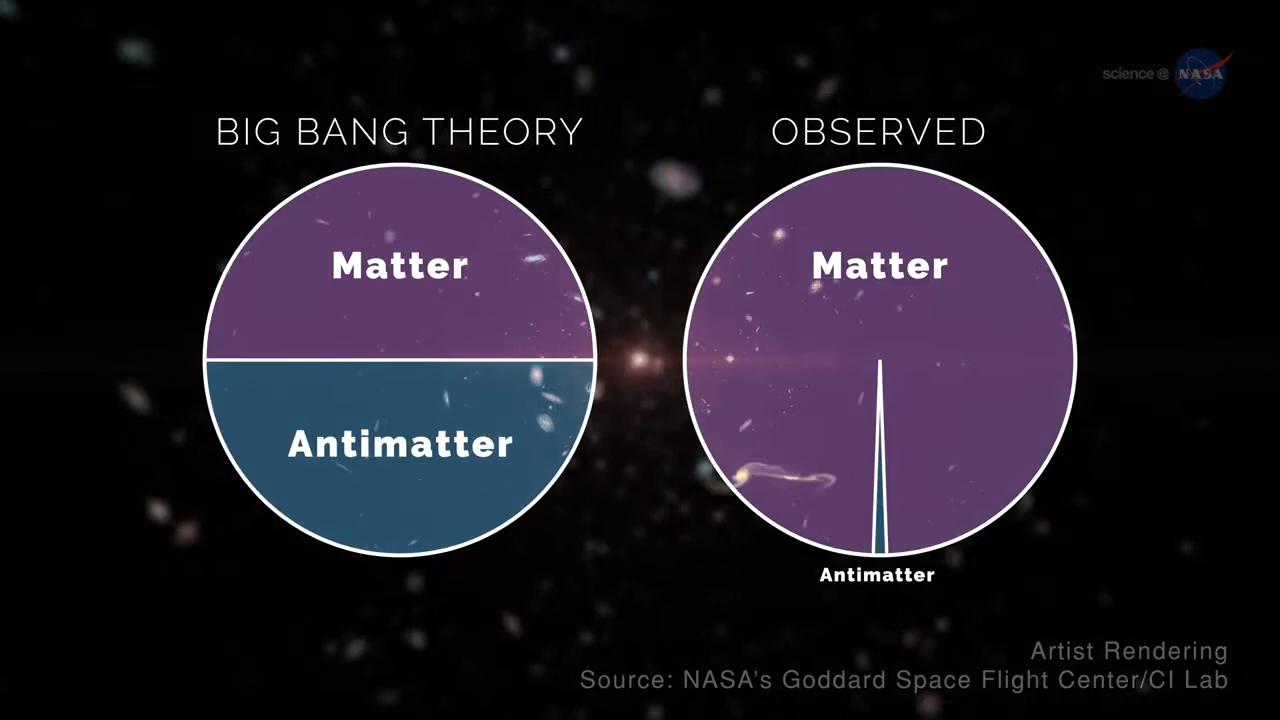 science@ NASA
BIG BANG THEORY
OBSERVED
Matter
Matter
Antimatter
Antimatter
Artist Rendering
Source: NASA's Goddard Space Flight Center/CI Lab